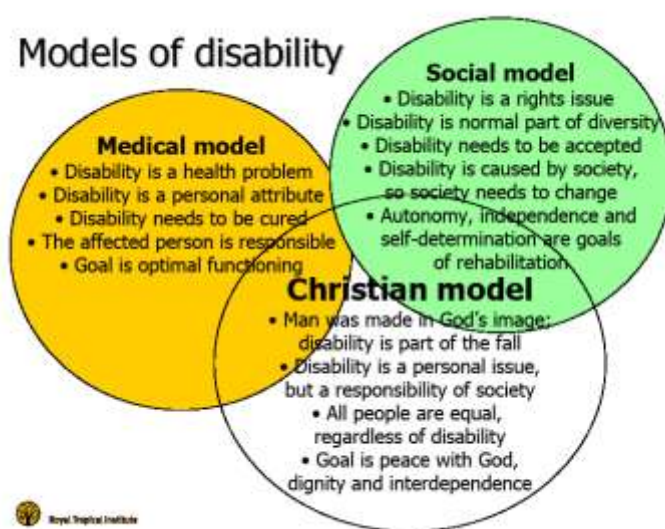 Models of disability
Medical model
• Disability is a health problem
• Disability is a personal attribute
• Disability needs to be cured
• The affected person is responsible
• Goal is optimal functioning
Social model
• Disability is a rights issue
• Disability is normal part of diversity
• Disability needs to be accepted
• Disability is caused by society,
so society needs to change
• Autonomy, independence and
self-determination are goals
of rehabilitation
Christian model
• Man was made in God's image;
disability is part of the fall
• Disability is a personal issue,
but a responsibility of society
• All people are equal,
regardless of disability
• Goal is peace with God,
dignity and interdependence
Royal Tropical Institute